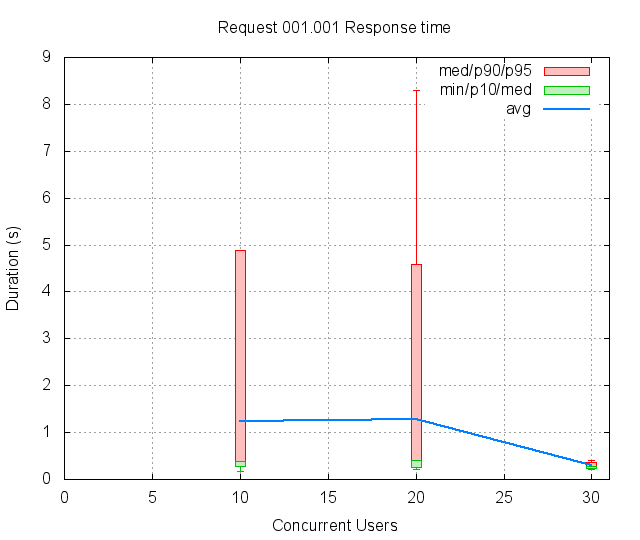 Request 001.001 Response time
med/p90/p95
min/p10/med
avg
9
8
7
6
5
4
3
2
1
0
Duration (s)
0 5 10 15 20 25 30
Concurrent Users